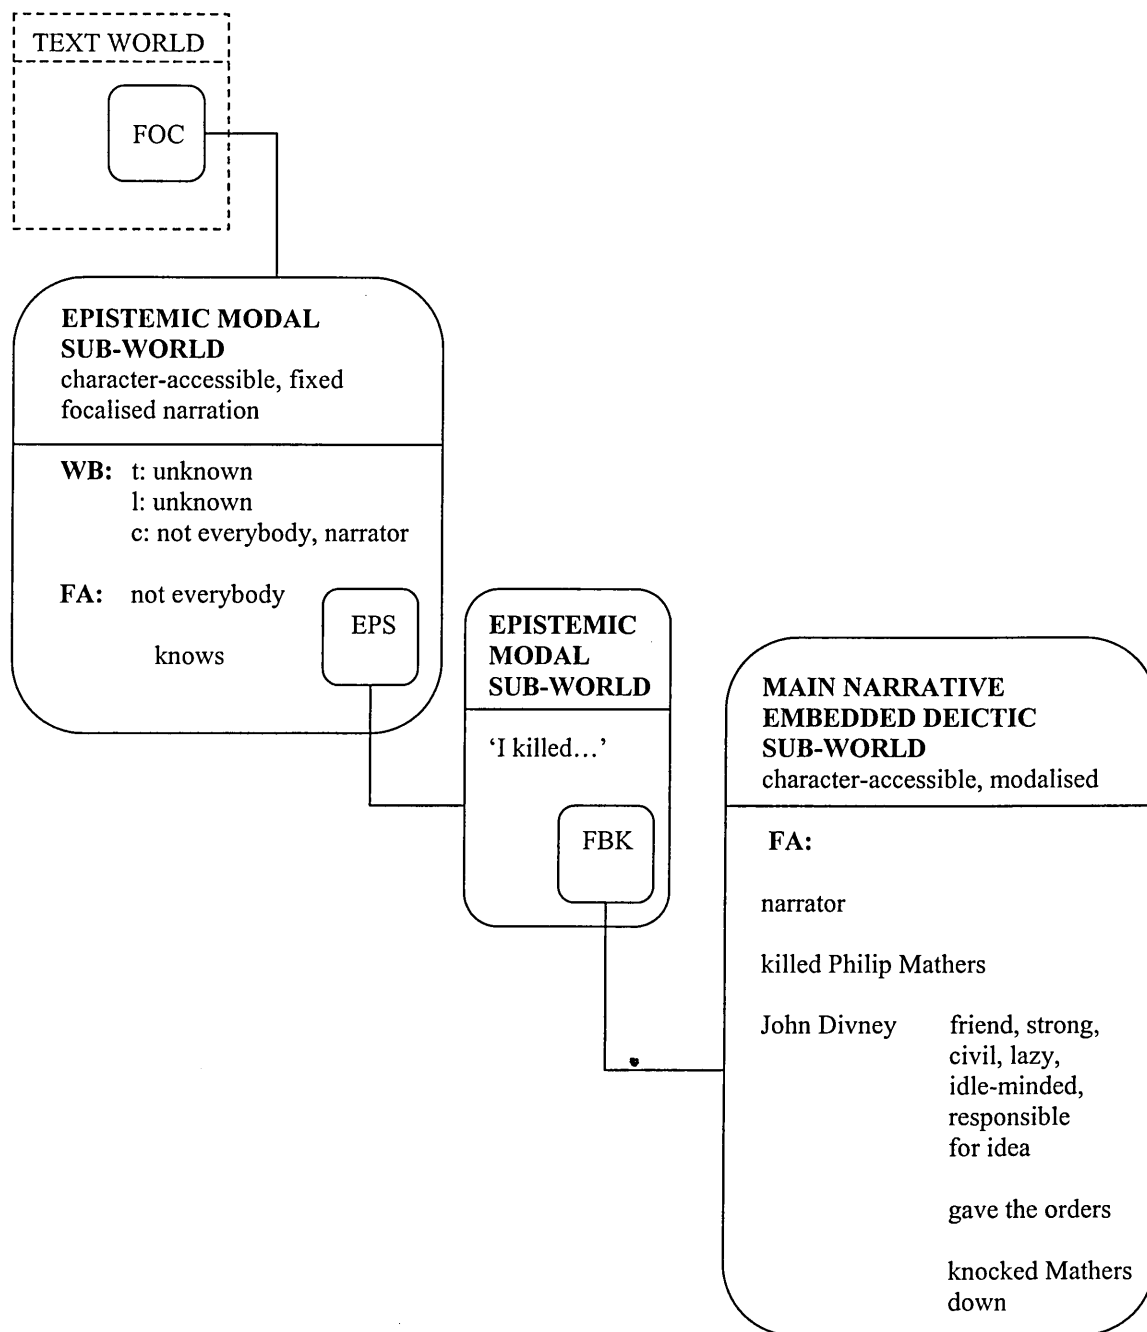 TEXT WORLD
FOC
EPISTEMIC MODAL
SUB-WORLD
character-accessible, fixed
focalised narration
WB: t: unknown
l: unknown
c: not everybody, narrator
FA: not everybody
knows
EPS
EPISTEMIC
MODAL
SUB-WORLD
‘I killed…’
FBK
MAIN NARRATIVE
EMBEDDED DEICTIC
SUB-WORLD
character-accessible, modalised
FA:
narrator
killed Philip Mathers
John Divney friend, strong,
civil, lazy,
idle-minded,
responsible
for idea
gave the orders
knocked Mathers
down